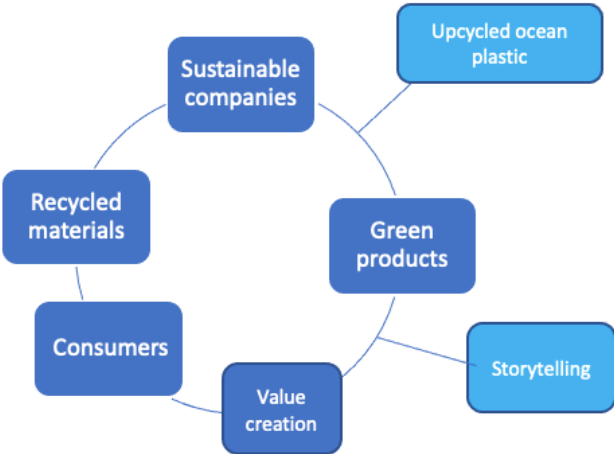 Upcycled ocean
plastic
Sustainable
companies
Recycled
materials
Green
products
Consumers
Value
creation
Storytelling